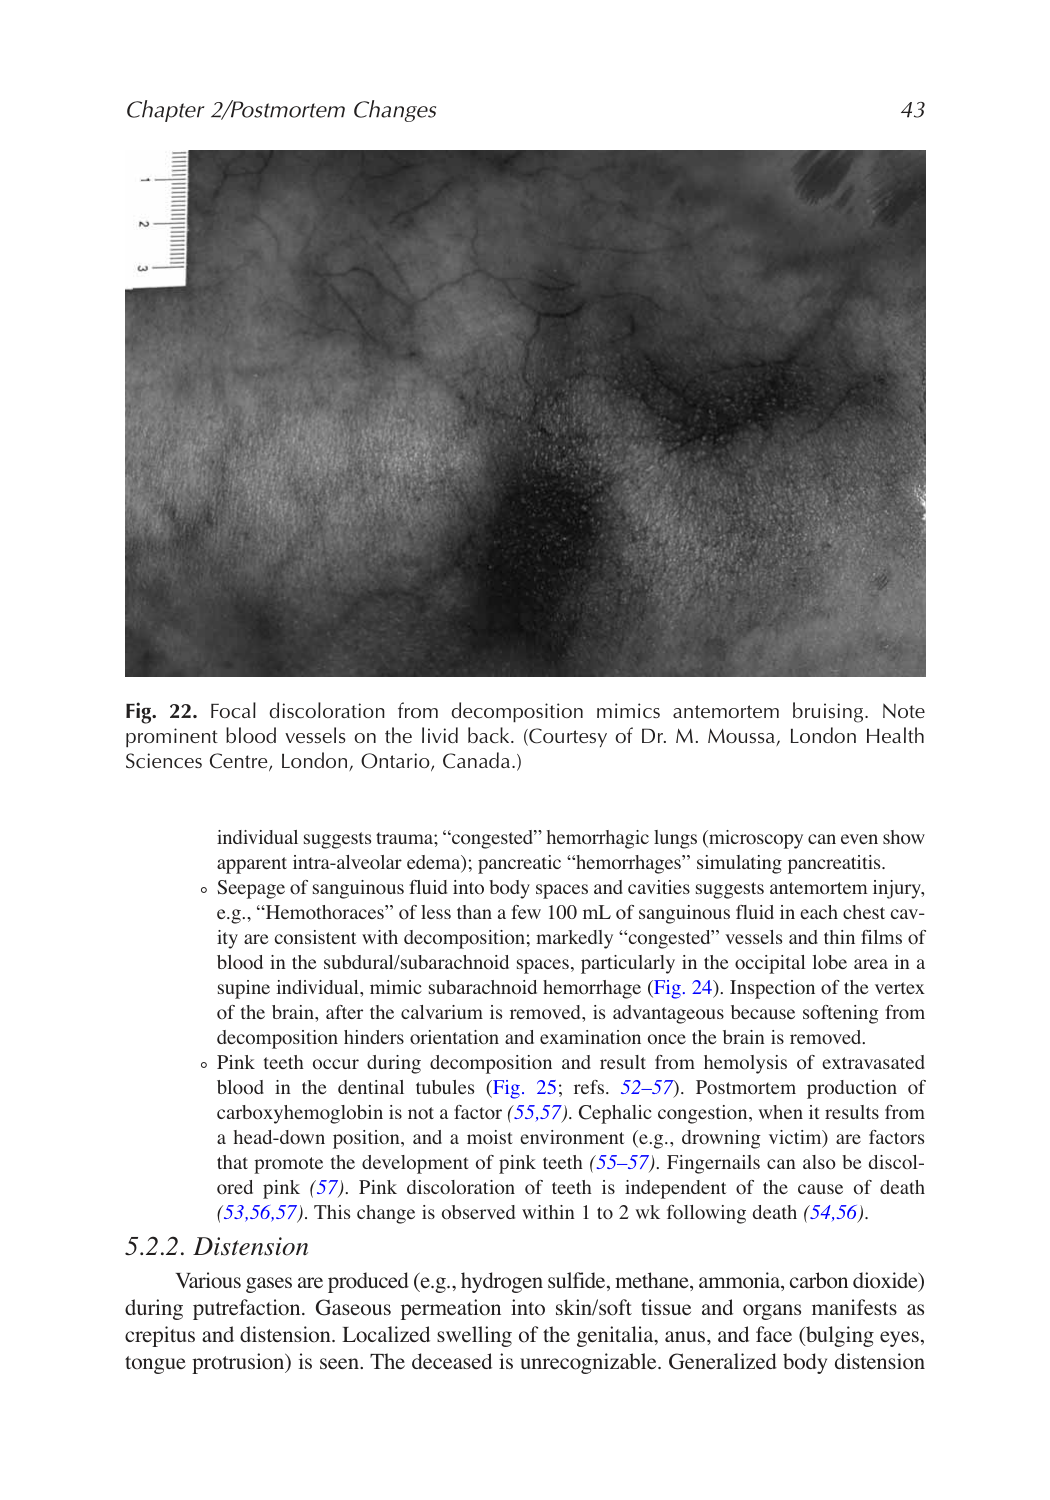 Chapter 2/Postmortem Changes 43
1
2
3
Fig. 22. Focal discoloration from decomposition mimics antemortem bruising. Note
prominent blood vessels on the livid back. (Courtesy of Dr. M. Moussa, London Health
Sciences Centre, London, Ontario, Canada.)
individual suggests trauma; “congested” hemorrhagic lungs (microscopy can even show
apparent intra-alveolar edema); pancreatic “hemorrhages” simulating pancreatitis.
◦ Seepage of sanguinous fluid into body spaces and cavities suggests antemortem injury,
e.g., “Hemothoraces” of less than a few 100 mL of sanguinous fluid in each chest cav-
ity are consistent with decomposition; markedly “congested” vessels and thin films of
blood in the subdural/subarachnoid spaces, particularly in the occipital lobe area in a
supine individual, mimic subarachnoid hemorrhage (Fig. 24). Inspection of the vertex
of the brain, after the calvarium is removed, is advantageous because softening from
decomposition hinders orientation and examination once the brain is removed.
◦ Pink teeth occur during decomposition and result from hemolysis of extravasated
blood in the dentinal tubules (Fig. 25; refs. 52–57). Postmortem production of
carboxyhemoglobin is not a factor (55,57). Cephalic congestion, when it results from
a head-down position, and a moist environment (e.g., drowning victim) are factors
that promote the development of pink teeth (55–57). Fingernails can also be discol-
ored pink (57). Pink discoloration of teeth is independent of the cause of death
(53,56,57). This change is observed within 1 to 2 wk following death (54,56).
5.2.2. Distension
Various gases are produced (e.g., hydrogen sulfide, methane, ammonia, carbon dioxide)
during putrefaction. Gaseous permeation into skin/soft tissue and organs manifests as
crepitus and distension. Localized swelling of the genitalia, anus, and face (bulging eyes,
tongue protrusion) is seen. The deceased is unrecognizable. Generalized body distension